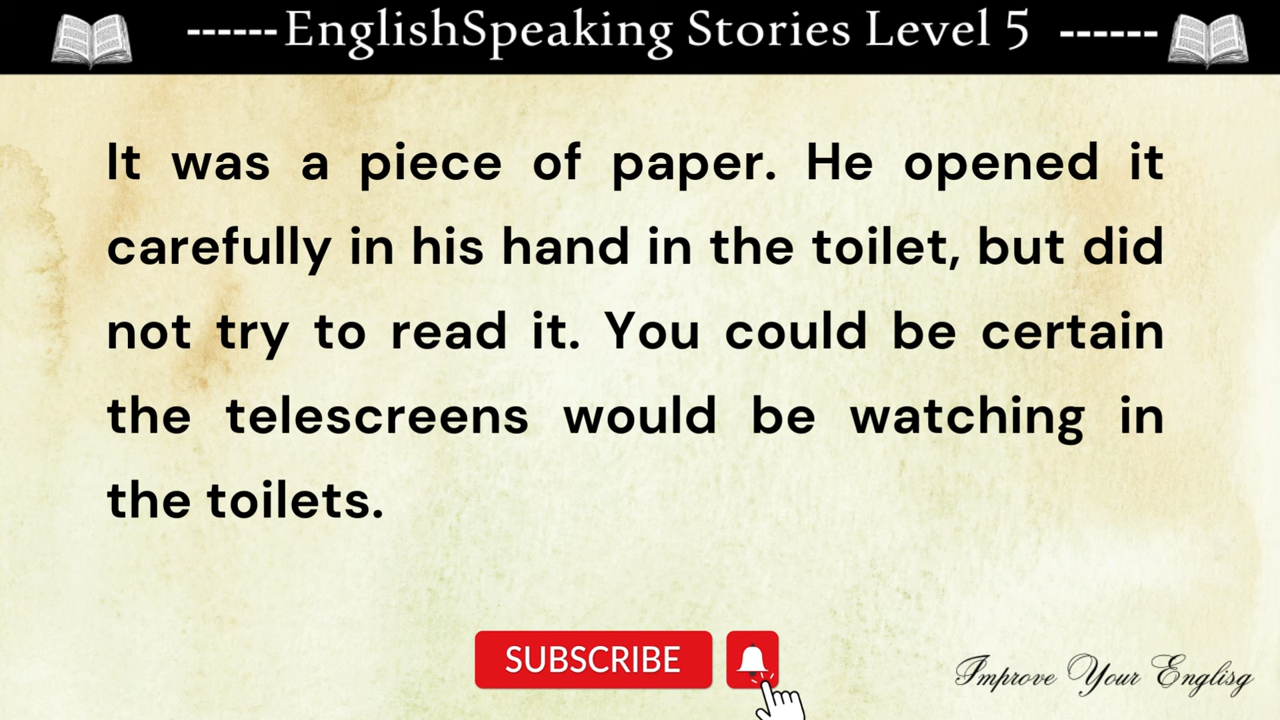 ------EnglishSpeaking Stories Level 5 ------
It was a piece of paper. He opened it
carefully in his hand in the toilet, but did
not try to read it. You could be certain
the telescreens would be watching in
the toilets.
SUBSCRIBE
Improve Your Englisg